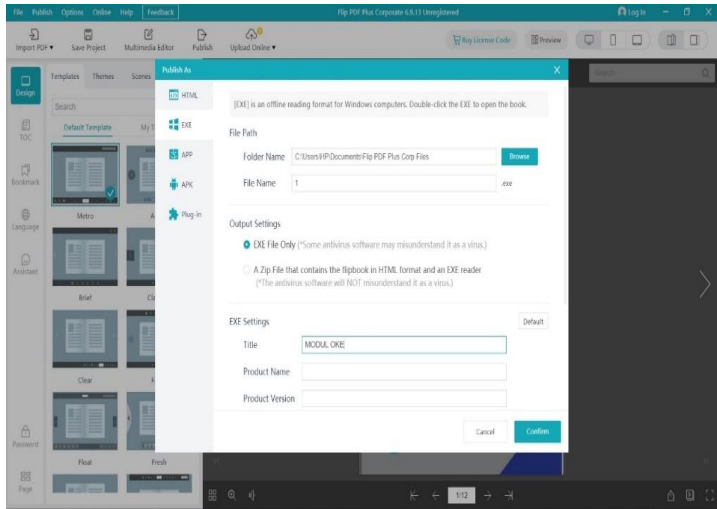 File Publish Options Online Help Feedback Flip PDF Plus Corporate 6.9.11 Unregistered Log In
Import PDF Save Project Multimedia Editor Publish Upload Online Buy License Code Preview
Design
TOC
Bookmark
Language
Assistant
Password
Page
Templates Themes Scenes
Search
Default Template My T
Metro
Brief
Clear
Float Fresh
Publish As X
HTML
EXE
APP
APK
Plug-in
[EXE] is an offline reading format for Windows computers. Double-click the EXE to open the book.
File Path
Folder Name C:\Users\HP\Documents\Flip PDF Plus Corp Files Browse
File Name 1 .exe
Output Settings
EXE File Only (*Some antivirus software may misunderstand it as a virus.)
A Zip File that contains the flipbook in HTML format and an EXE reader
(*The antivirus software will NOT misunderstand it as a virus.)
EXE Settings Default
Title MODUL OKE
Product Name
Product Version
Cancel Confirm
Search
1/12